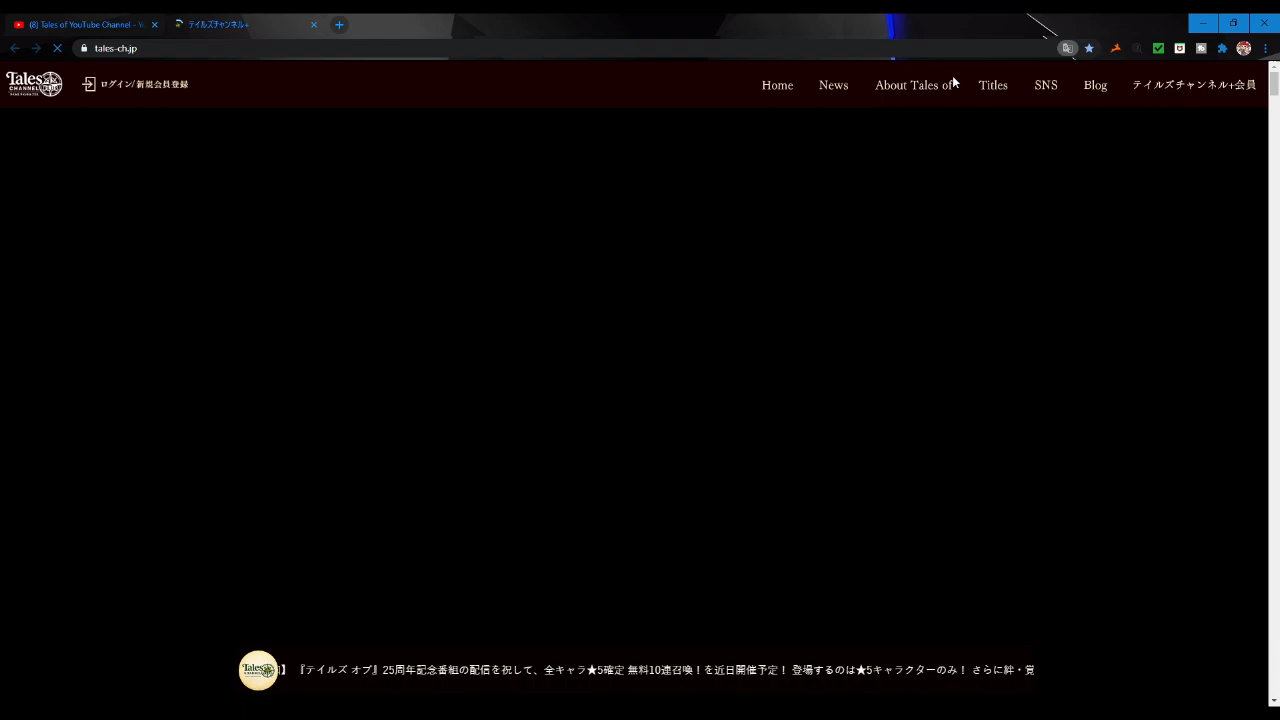 (8) Tales of YouTube Channel - Yo
テイルズチャンネル+
tales-ch.jp
Tales
CHANNEL PLUS
ログイン/新規会員登録
Home
News
About Tales of
Titles
SNS
Blog
テイルズチャンネル+会員
】『テイルズ オブ』25周年記念番組の配信を祝して、全キャラ★5確定 無料10連召喚！を近日開催予定！ 登場するのは★5キャラクターのみ！ さらに絆・覚